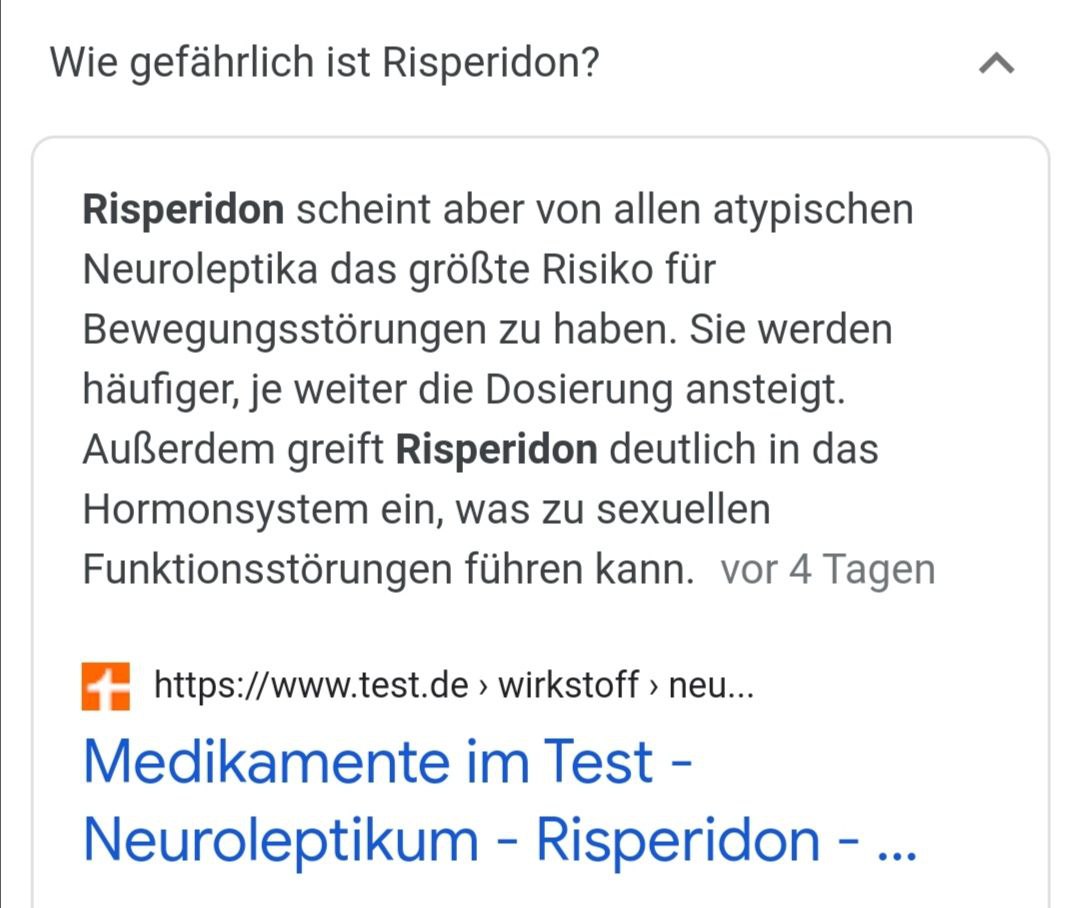 Wie gefährlich ist Risperidon?
Risperidon scheint aber von allen atypischen
Neuroleptika das größte Risiko für
Bewegungsstörungen zu haben. Sie werden
häufiger, je weiter die Dosierung ansteigt.
Außerdem greift Risperidon deutlich in das
Hormonsystem ein, was zu sexuellen
Funktionsstörungen führen kann. vor 4 Tagen
https://www.test.de › wirkstoff › neu...
Medikamente im Test -
Neuroleptikum - Risperidon - ...